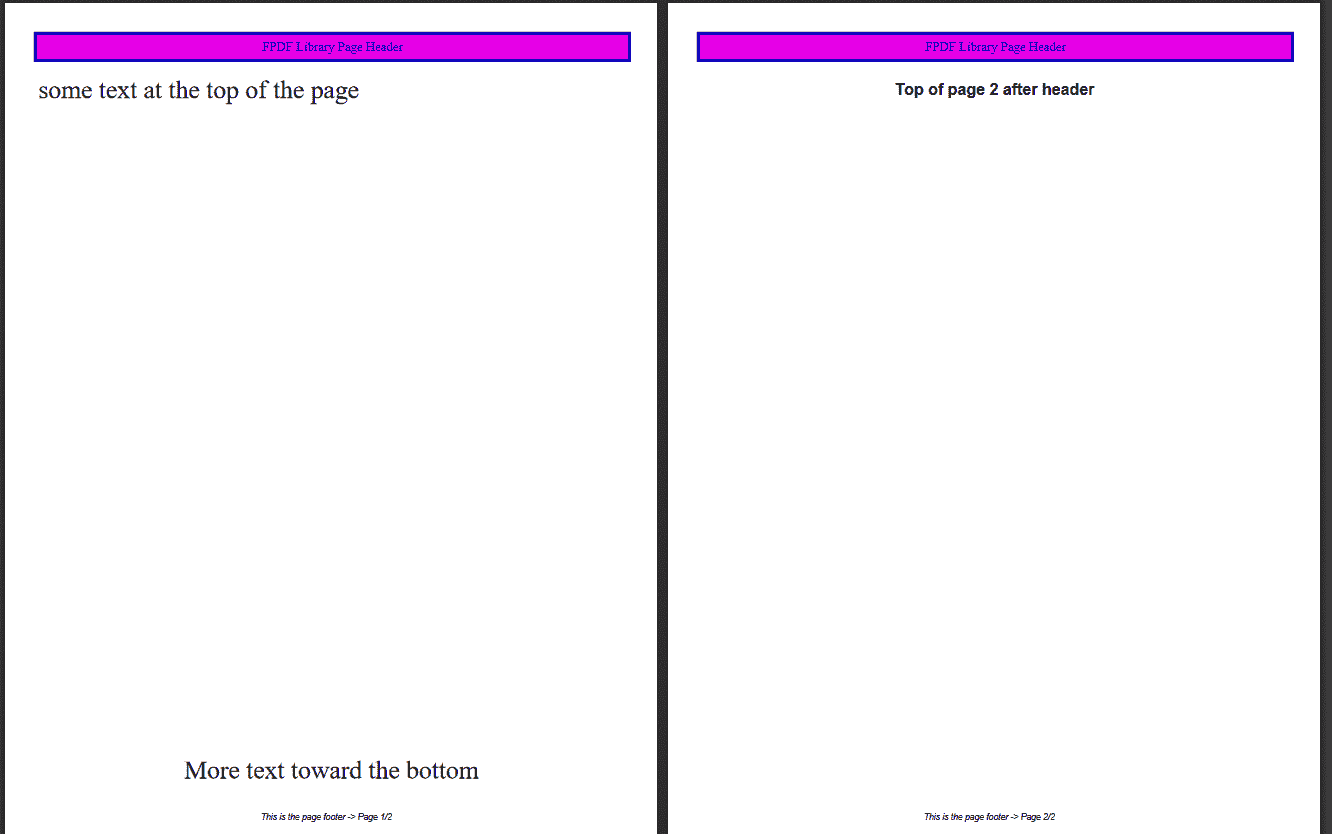 FPDF Library Page Header
some text at the top of the page
More text toward the bottom
This is the page footer -> Page 1/2
FPDF Library Page Header
Top of page 2 after header
This is the page footer -> Page 2/2